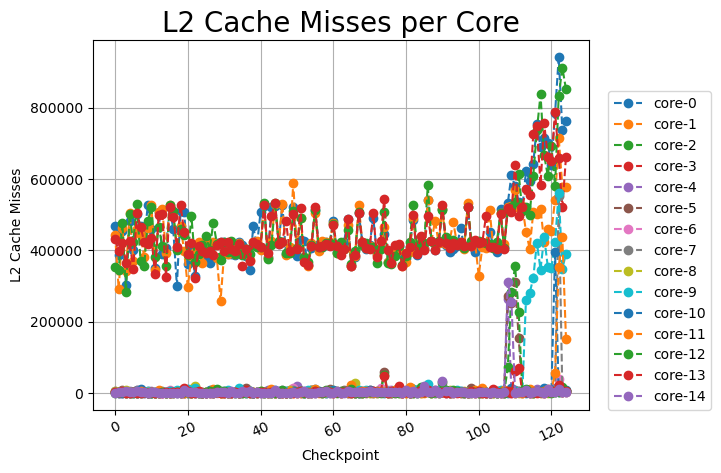 L2 Cache Misses per Core
L2 Cache Misses
800000
600000
400000
200000
0
0
20
40
60
80
100
120
Checkpoint
core-0
core-1
core-2
core-3
core-4
core-5
core-6
core-7
core-8
core-9
core-10
core-11
core-12
core-13
core-14